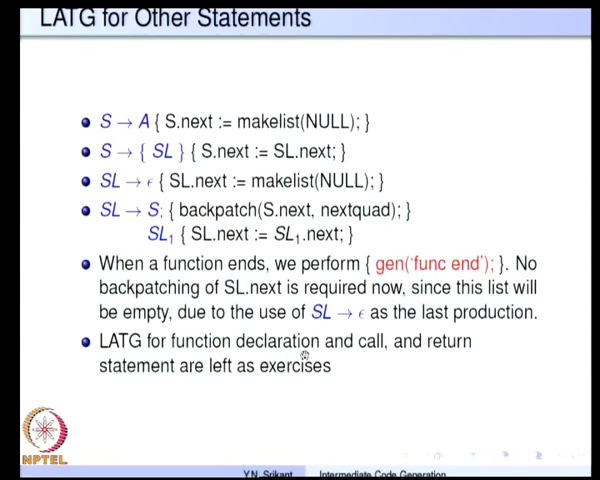 LATG for Other Statements
S → A { S.next := makelist(NULL); }
S → { SL } { S.next := SL.next; }
SL → ϵ { SL.next := makelist(NULL); }
SL → S; { backpatch(S.next, nextquad); }
SL₁ { SL.next := SL₁.next; }
When a function ends, we perform { gen('func end'); }. No
backpatching of SL.next is required now, since this list will
be empty, due to the use of SL → ϵ as the last production.
LATG for function declaration and call, and return
statement are left as exercises
NPTEL
Y.N. Srikant Intermediate Code Generation